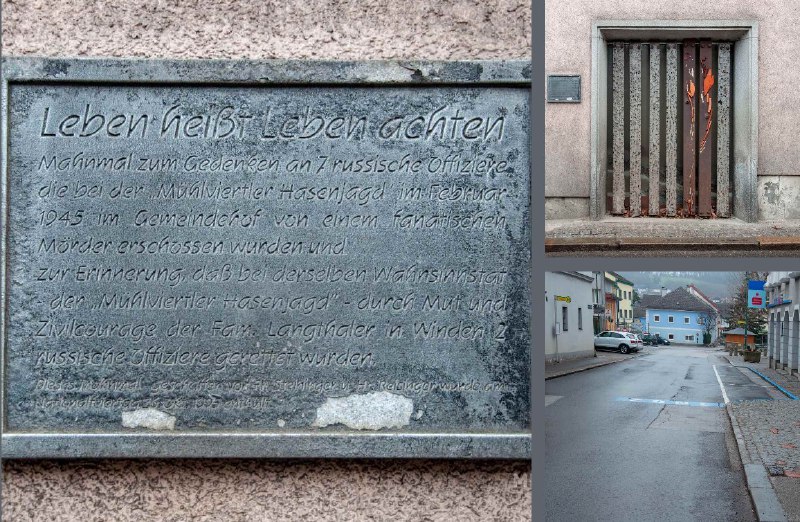 Leben heißt Leben achten
Mahnmal zum Gedenken an 7 russische Offiziere
die bei der "Mühlviertler Hasenjagd" im Februar
1945 im Gemeindehof von einem fanatischen
Mörder erschossen wurden und
zur Erinnerung, daß bei derselben Wahnsinnstat
- der "Mühlviertler Hasenjagd" - durch Mut und
Zivilcourage der Fam. Langthaler in Winden 2
russische Offiziere gerettet wurden.
Dieses Mahnmal